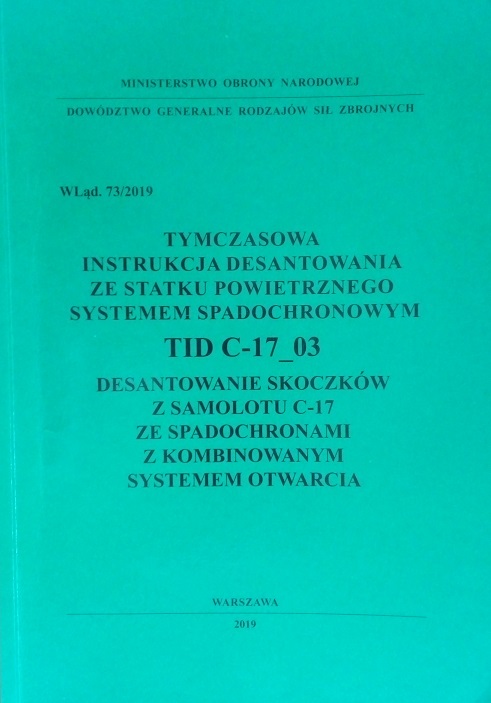 MINISTERSTWO OBRONY NARODOWEJ
DOWÓDZTWO GENERALNE RODZAJÓW SIŁ ZBROJNYCH
WLąd. 73/2019
TYMCZASOWA
INSTRUKCJA DESANTOWANIA
ZE STATKU POWIETRZNEGO
SYSTEMEM SPADOCHRONOWYM
TID C-17_03
DESANTOWANIE SKOCZKÓW
Z SAMOLOTU C-17
ZE SPADOCHRONAMI
Z KOMBINOWANYM
SYSTEMEM OTWARCIA
WARSZAWA
2019